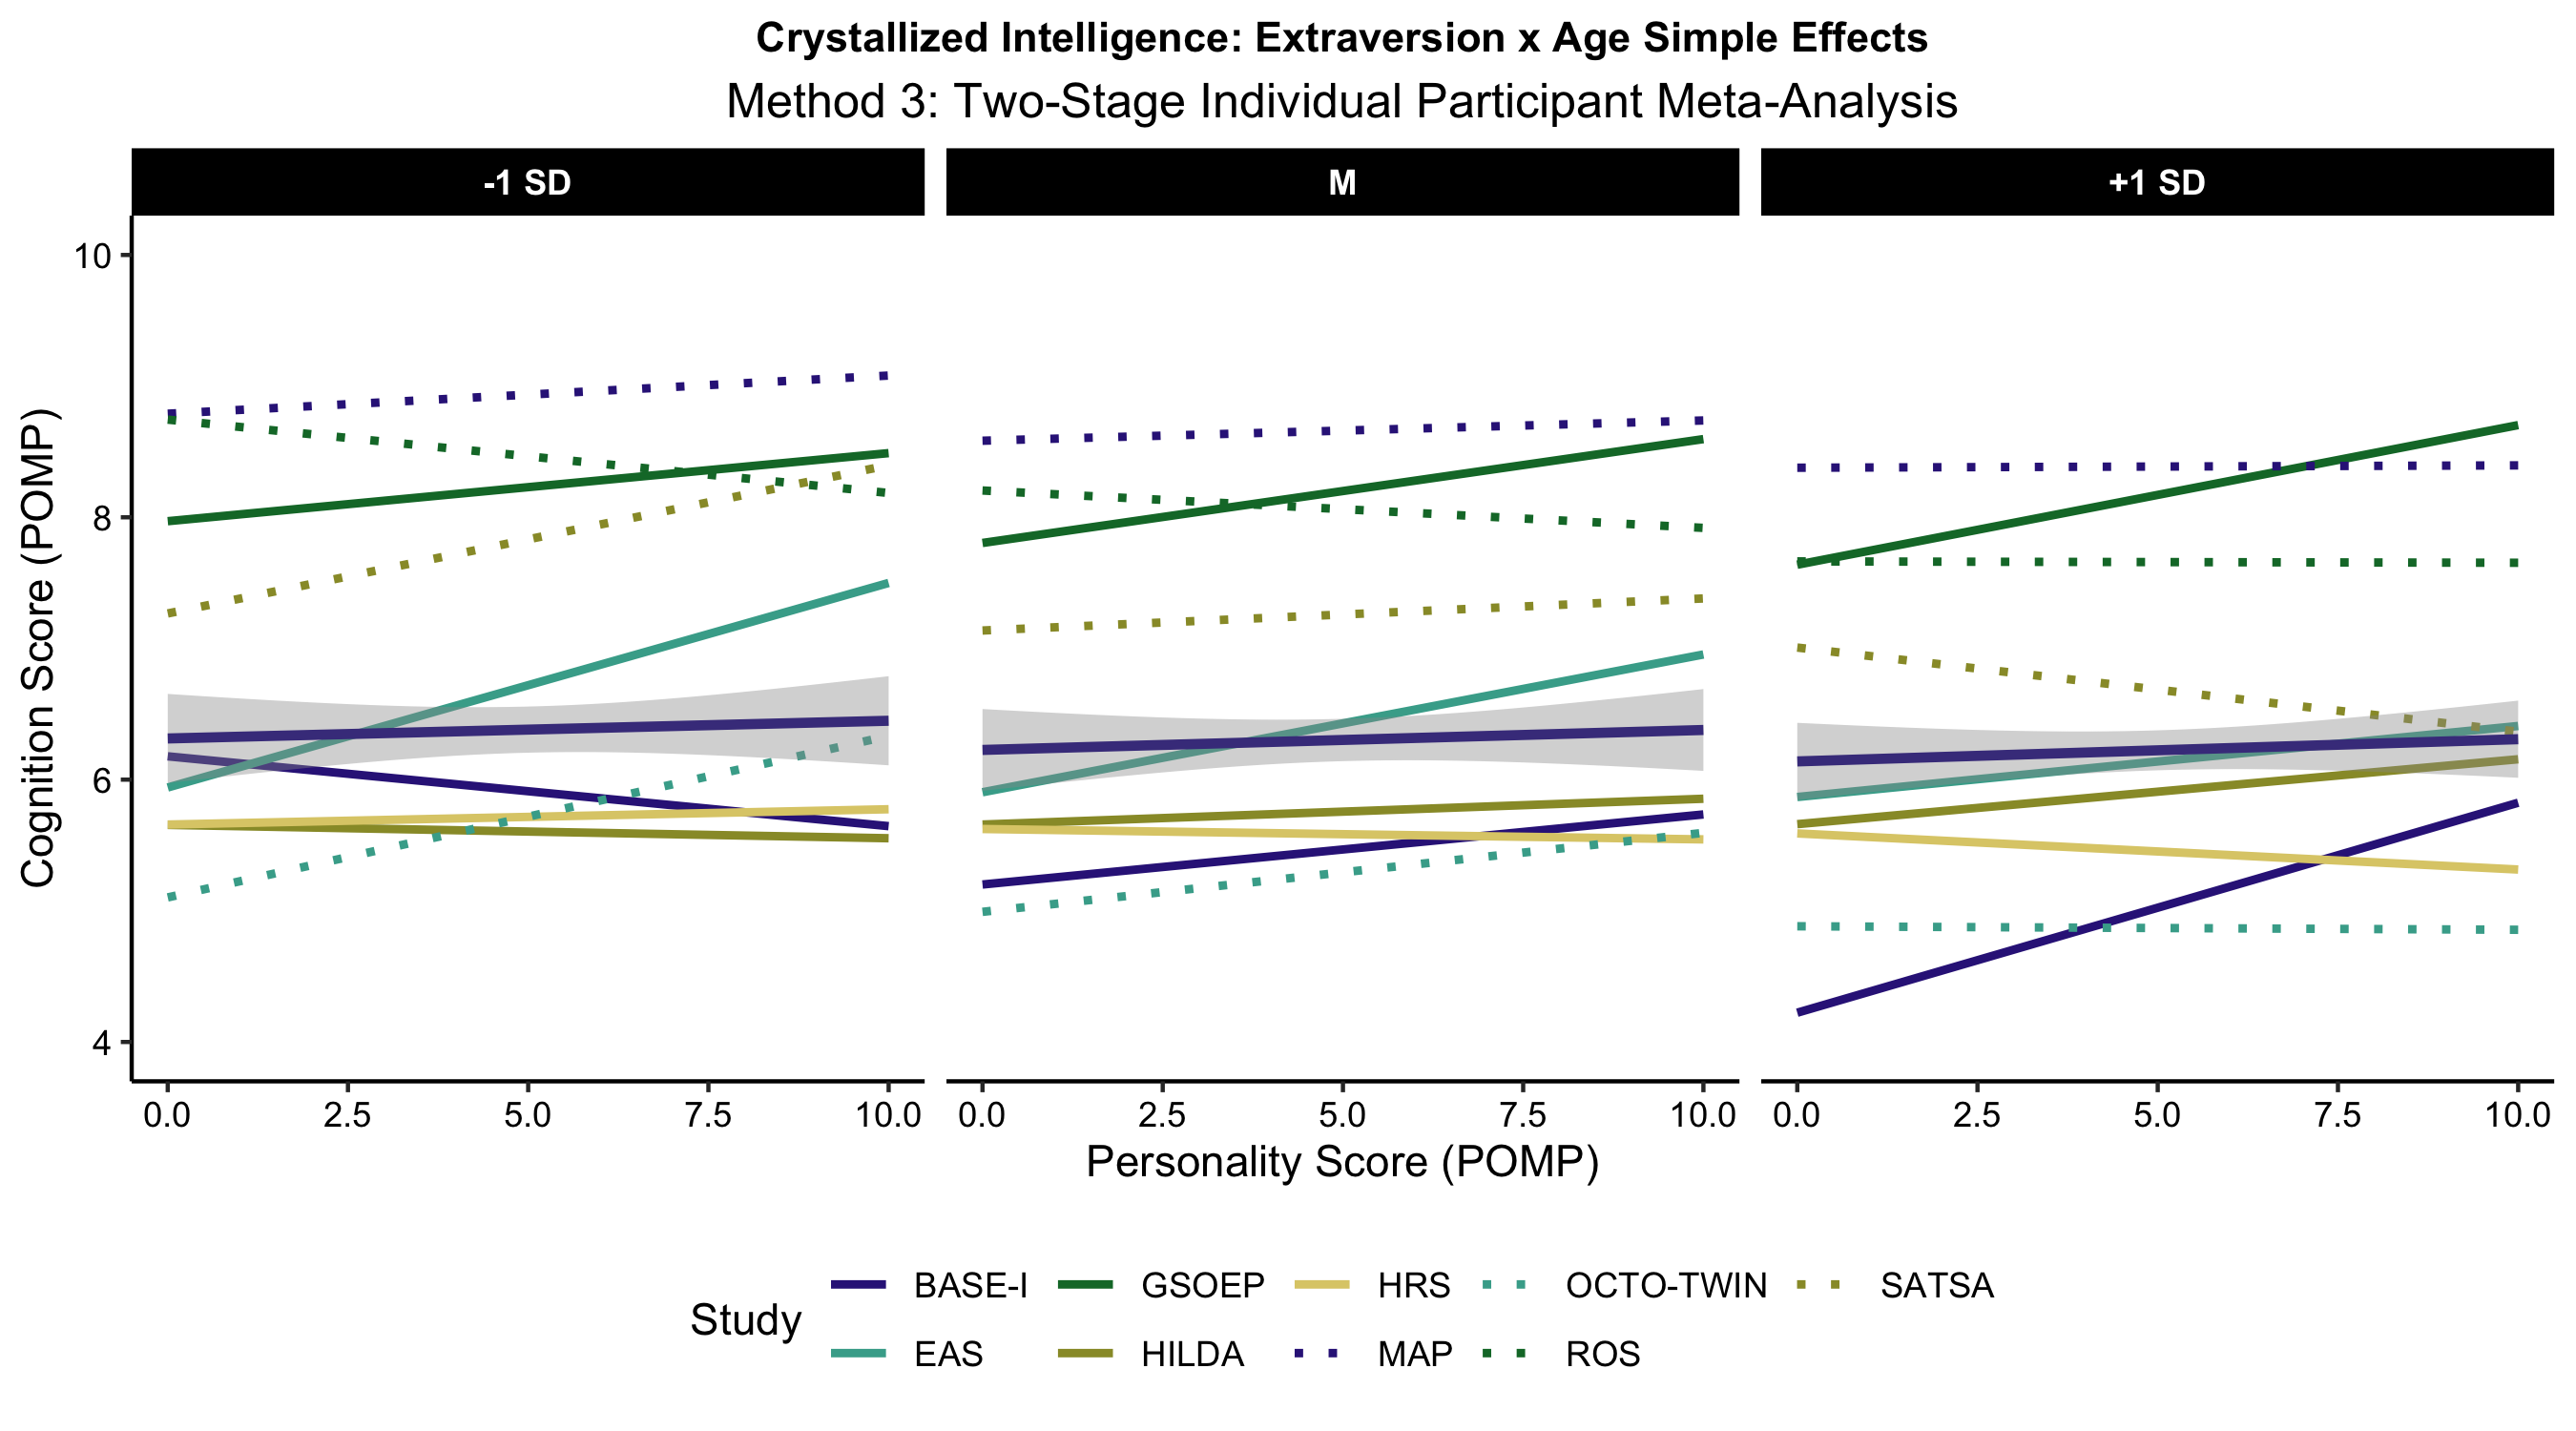 Crystallized Intelligence: Extraversion x Age Simple Effects
Method 3: Two-Stage Individual Participant Meta-Analysis
-1 SD M +1 SD
Cognition Score (POMP)
10
8
6
4
0.0 2.5 5.0 7.5 10.0 0.0 2.5 5.0 7.5 10.0 0.0 2.5 5.0 7.5 10.0
Personality Score (POMP)
Study
BASE-I GSOEP HRS OCTO-TWIN SATSA
EAS HILDA MAP ROS